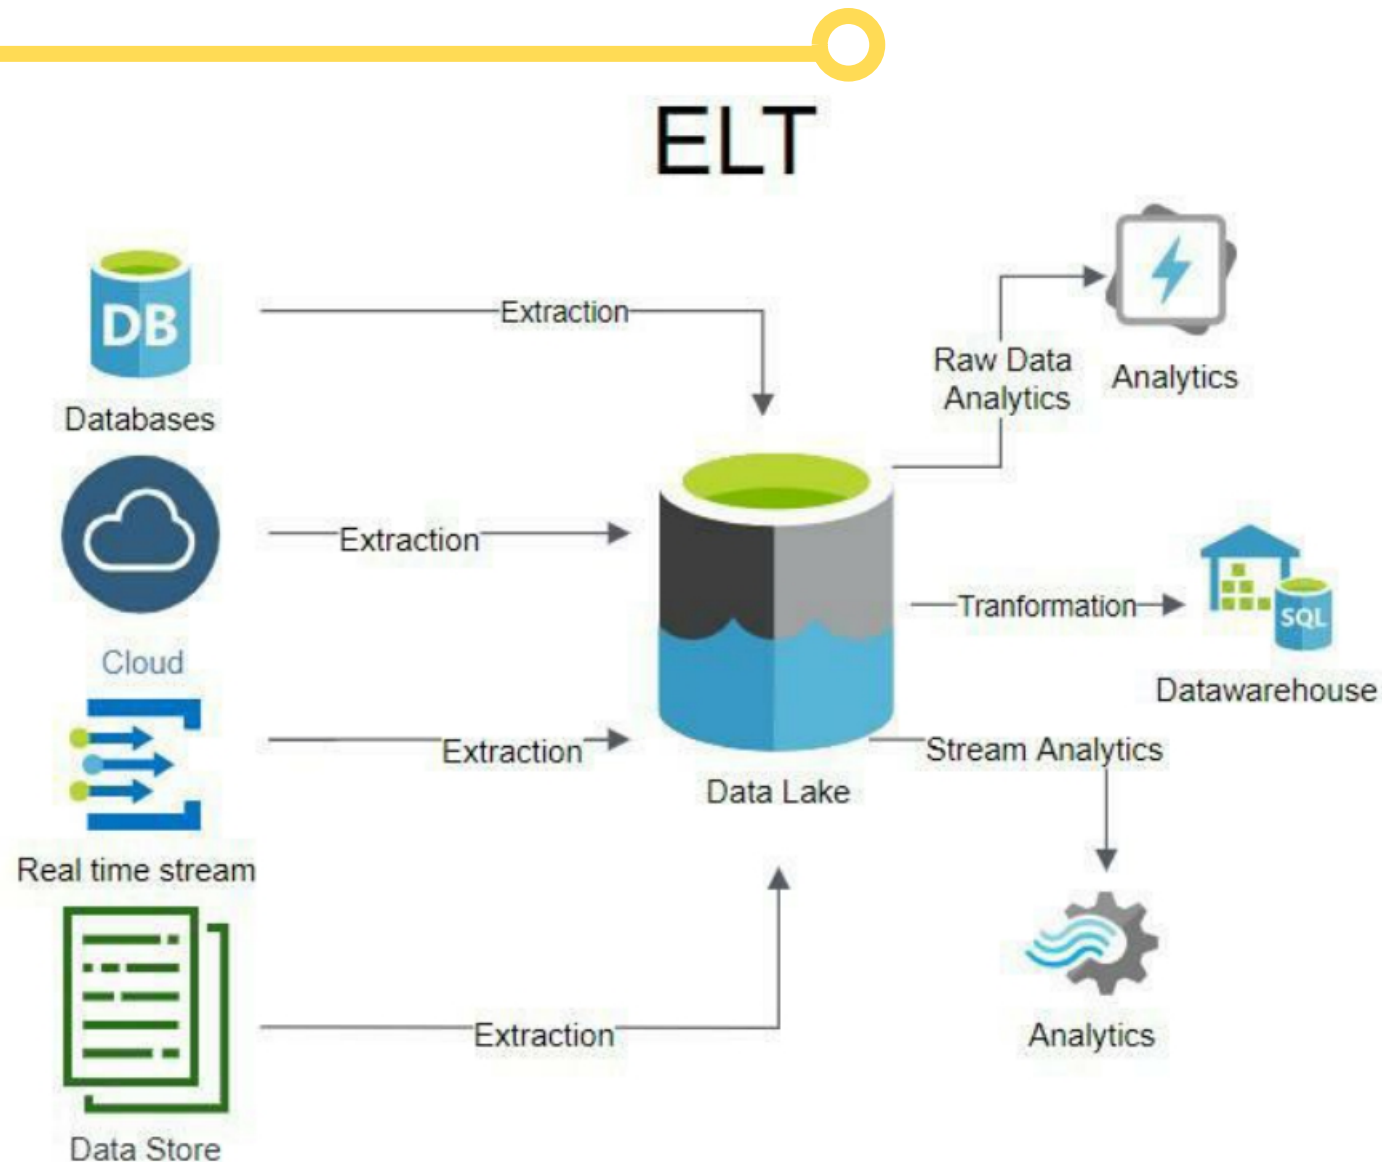 ELT
DB
Databases
Extraction
Raw Data
Analytics
Analytics
Cloud
Extraction
Tranformation
SQL
Datawarehouse
Real time stream
Extraction
Data Lake
Stream Analytics
Analytics
Extraction
Data Store